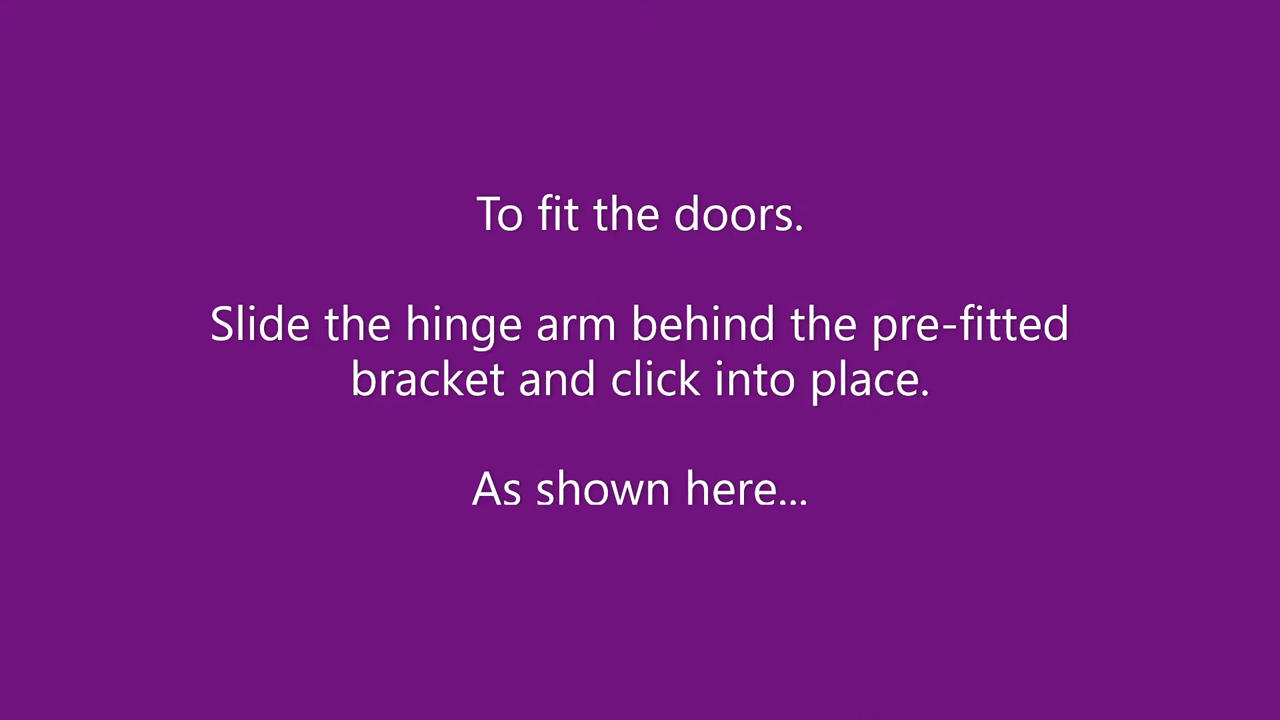 To fit the doors.
Slide the hinge arm behind the pre-fitted
bracket and click into place.
As shown here...